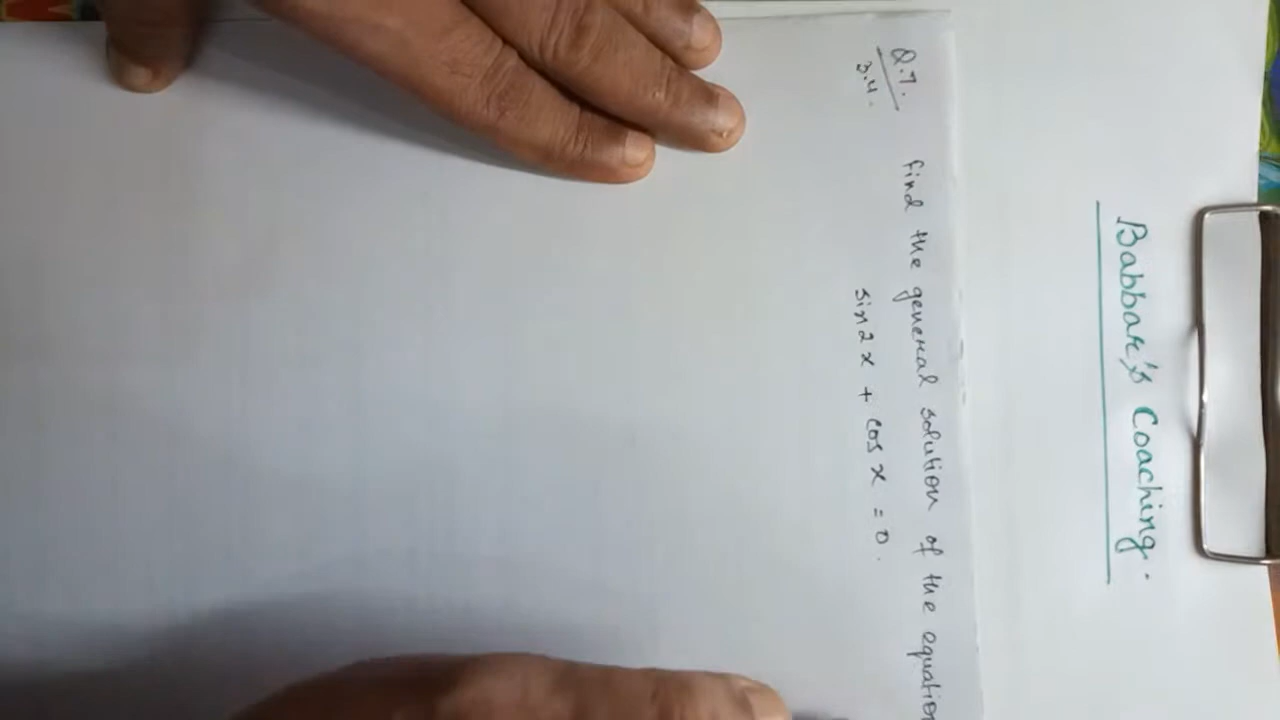 Babbar's Coaching.
Q.7. Find the general solution of the equation
3.4. sin2x + cos x = 0.